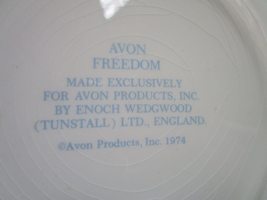 AVON
FREEDOM
MADE EXCLUSIVELY
FOR AVON PRODUCTS, INC.
BY ENOCH WEDGWOOD
(TUNSTALL) LTD., ENGLAND.
©Avon Products, Inc. 1974